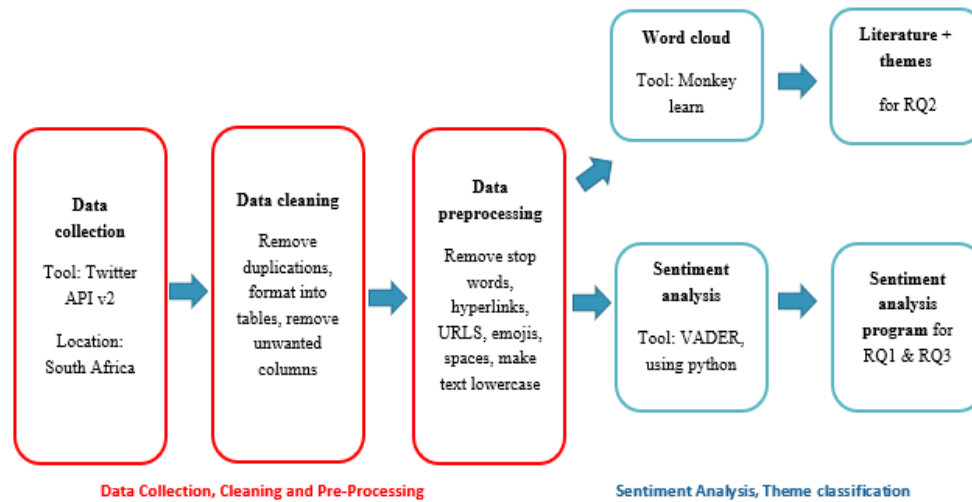 Data
collection
Tool: Twitter
API v2
Location:
South Africa
Data cleaning
Remove
duplications,
format into
tables, remove
unwanted
columns
Data
preprocessing
Remove stop
words,
hyperlinks,
URLS, emojis,
spaces, make
text lowercase
Word cloud
Tool: Monkey
learn
Literature +
themes
for RQ2
Sentiment
analysis
Tool: VADER,
using python
Sentiment
analysis
program for
RQ1 & RQ3
Data Collection, Cleaning and Pre-Processing
Sentiment Analysis, Theme classification